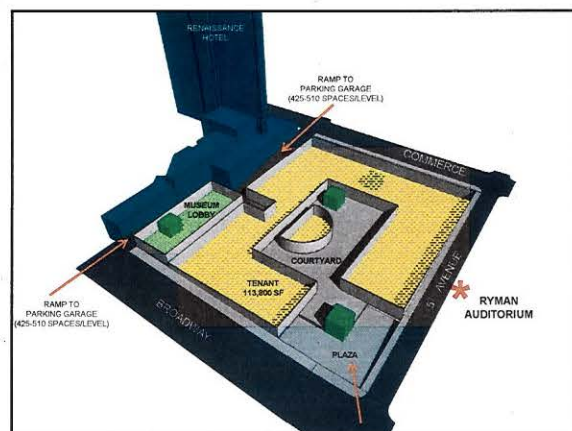 RENAISSANCE
HOTEL
RAMP TO
PARKING GARAGE
(425-510 SPACES/LEVEL)
COMMERCE
MUSEUM
LOBBY
COURTYARD
TENANT
113,800 SF
5TH AVENUE
RYMAN
AUDITORIUM
RAMP TO
PARKING GARAGE
(425-510 SPACES/LEVEL)
BROADWAY
PLAZA